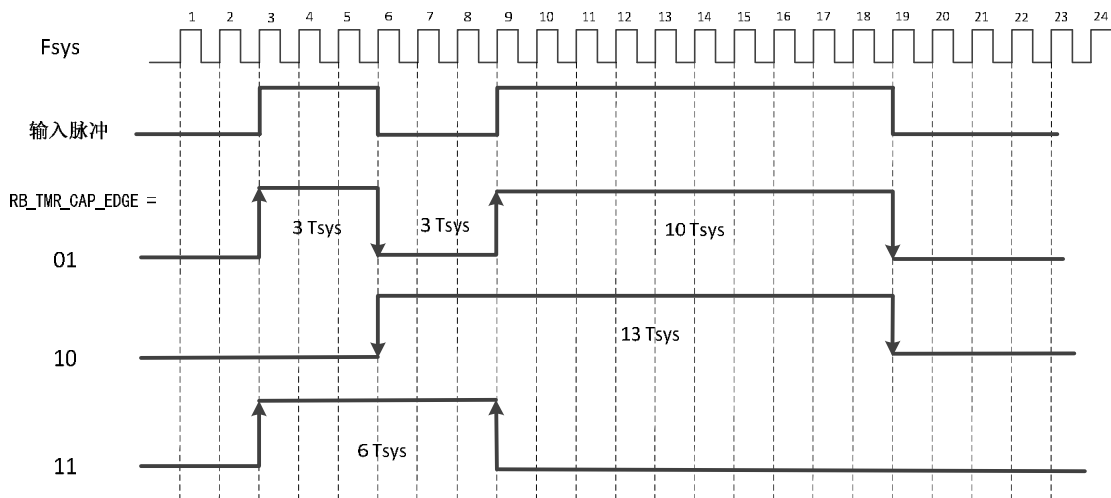 1 2 3 4 5 6 7 8 9 10 11 12 13 14 15 16 17 18 19 20 21 22 23 24
Fsys
输入脉冲
RB_TMR_CAP_EDGE =
3 Tsys 3 Tsys 10 Tsys
01
13 Tsys
10
6 Tsys
11